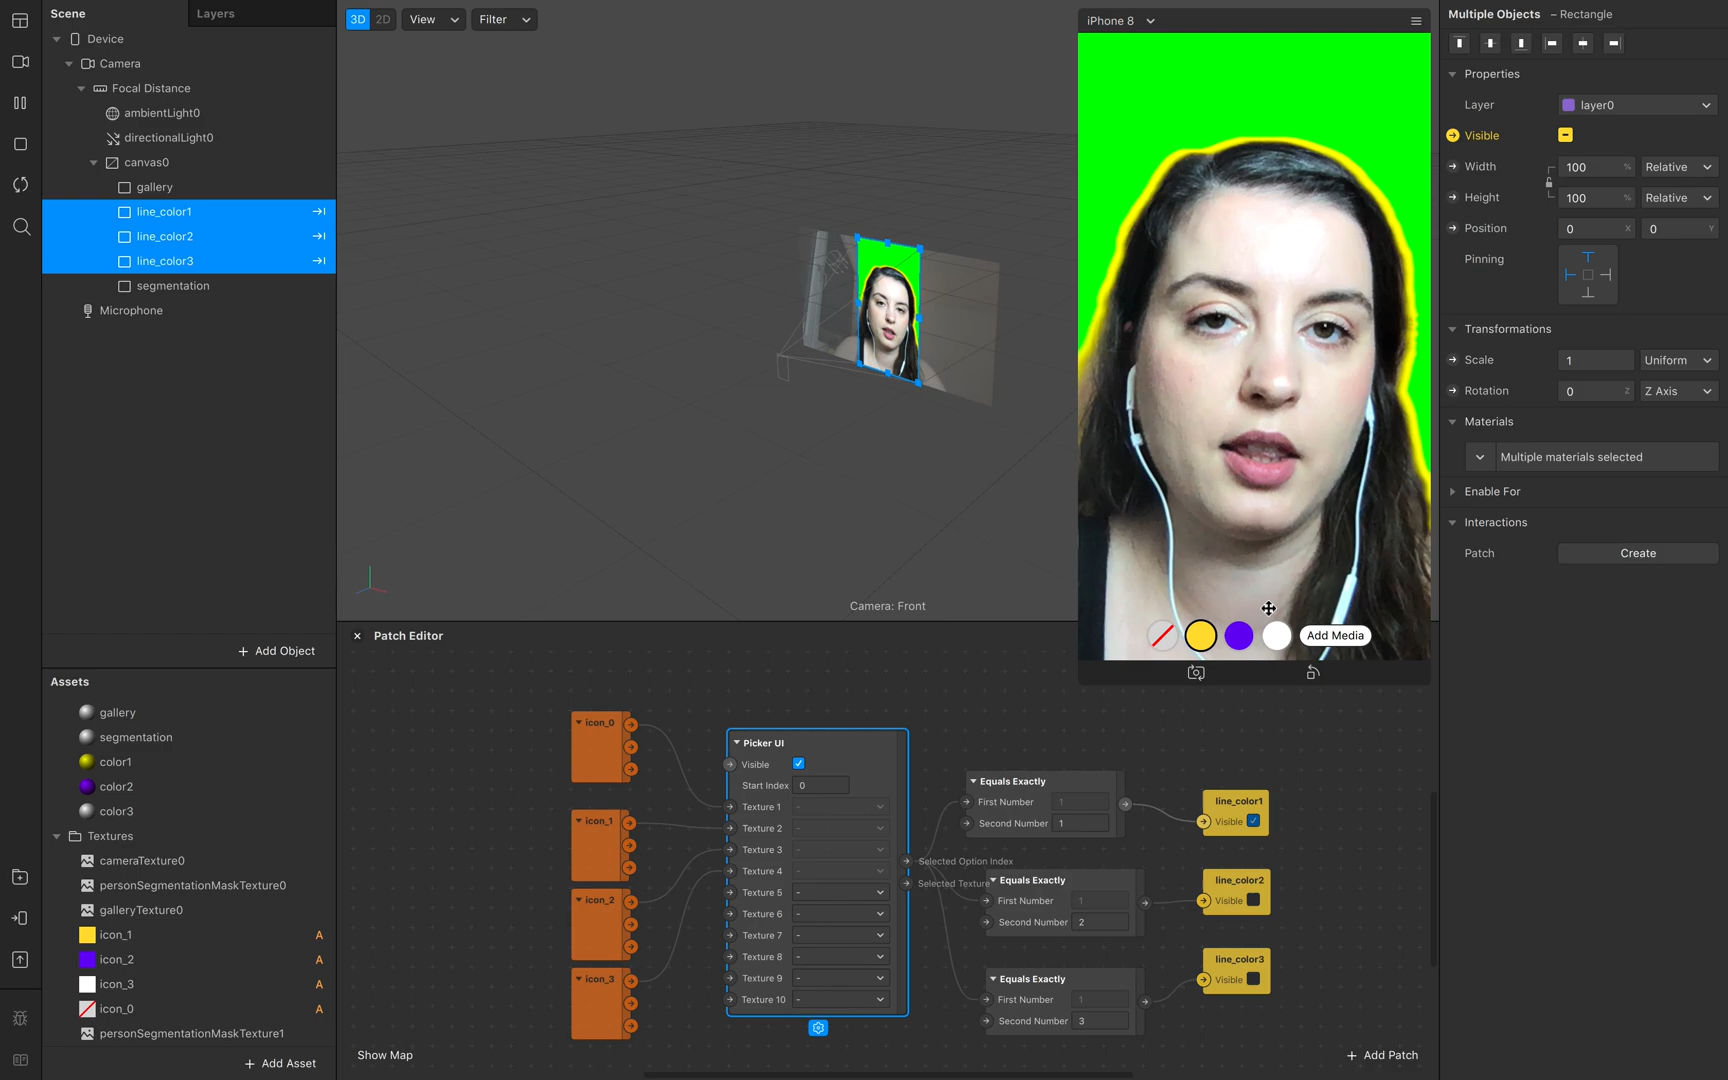 Scene
Layers
Device
Camera
Focal Distance
ambientLight0
directionalLight0
canvas0
gallery
line_color1
line_color2
line_color3
segmentation
Microphone
+ Add Object
Assets
gallery
segmentation
color1
color2
color3
Textures
cameraTexture0
personSegmentationMaskTexture0
galleryTexture0
icon_1 A
icon_2 A
icon_3 A
icon_0 A
personSegmentationMaskTexture1
+ Add Asset
3D 2D View Filter
Camera: Front
iPhone 8
Add Media
Patch Editor
icon_0
icon_1
icon_2
icon_3
Picker UI
Visible
Start Index 0
Texture 1 -
Texture 2 -
Texture 3 -
Texture 4 -
Texture 5 -
Texture 6 -
Texture 7 -
Texture 8 -
Texture 9 -
Texture 10 -
Selected Option Index
Selected Texture
Equals Exactly
First Number 1
Second Number 1
Equals Exactly
First Number 1
Second Number 2
Equals Exactly
First Number 1
Second Number 3
line_color1
Visible
line_color2
Visible
line_color3
Visible
Show Map
+ Add Patch
Multiple Objects – Rectangle
Properties
Layer layer0
Visible
Width 100 % Relative
Height 100 % Relative
Position 0 X 0 Y
Pinning
Transformations
Scale 1 Uniform
Rotation 0 Z Z Axis
Materials
Multiple materials selected
Enable For
Interactions
Patch Create